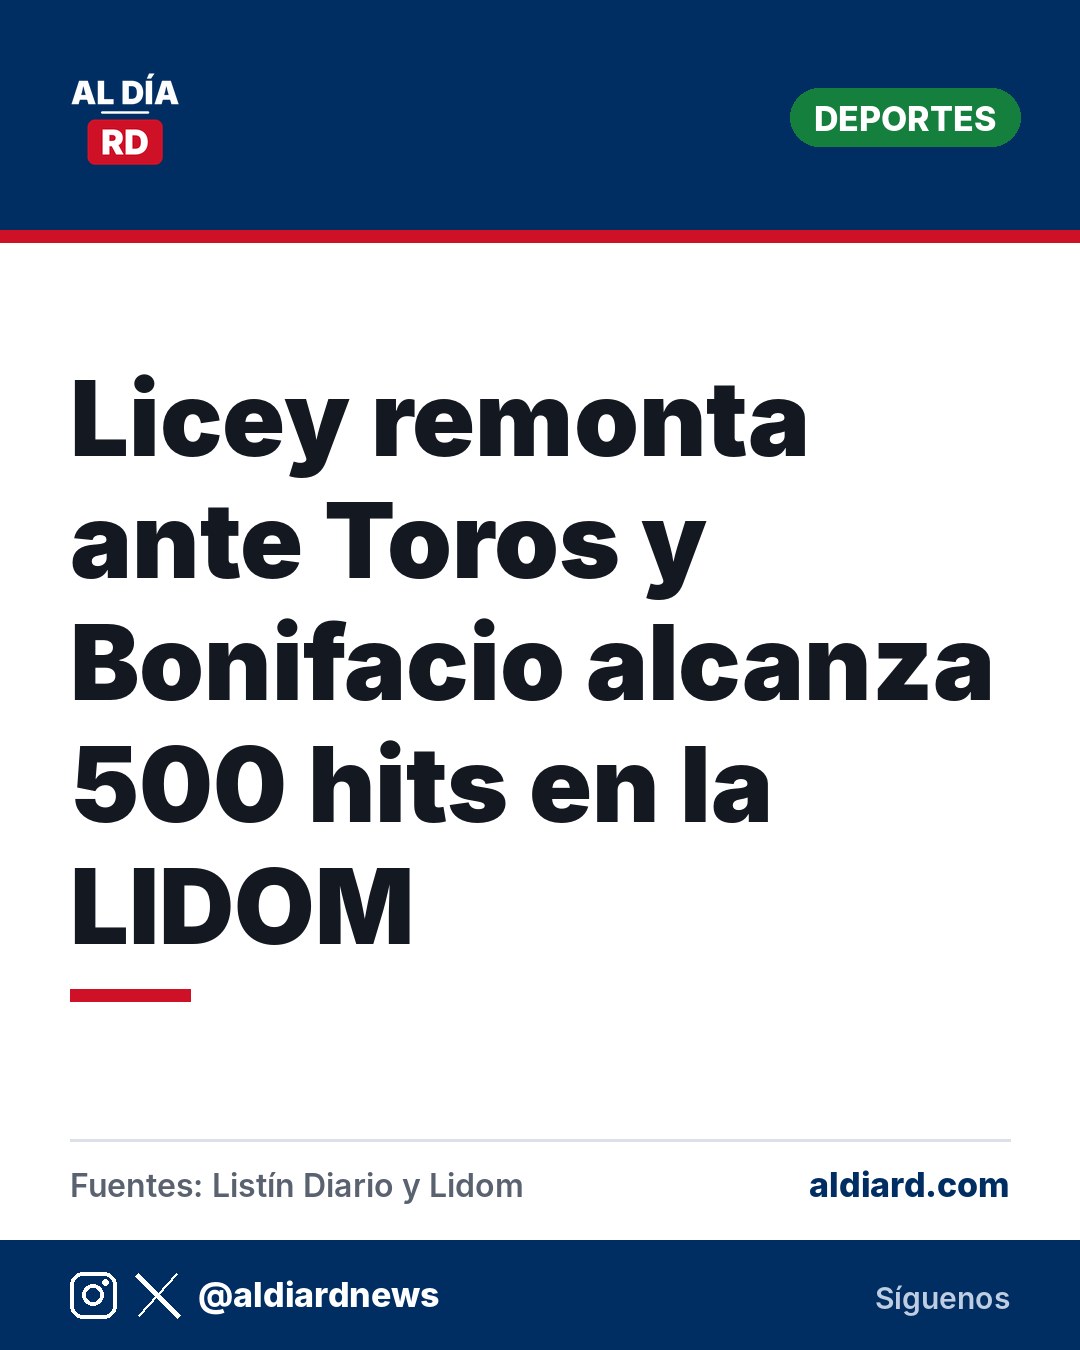 AL DÍA
RD
DEPORTES
Licey remonta
ante Toros y
Bonifacio alcanza
500 hits en la
LIDOM
Fuentes: Listín Diario y Lidom
aldiard.com
@aldiardnews
Síguenos